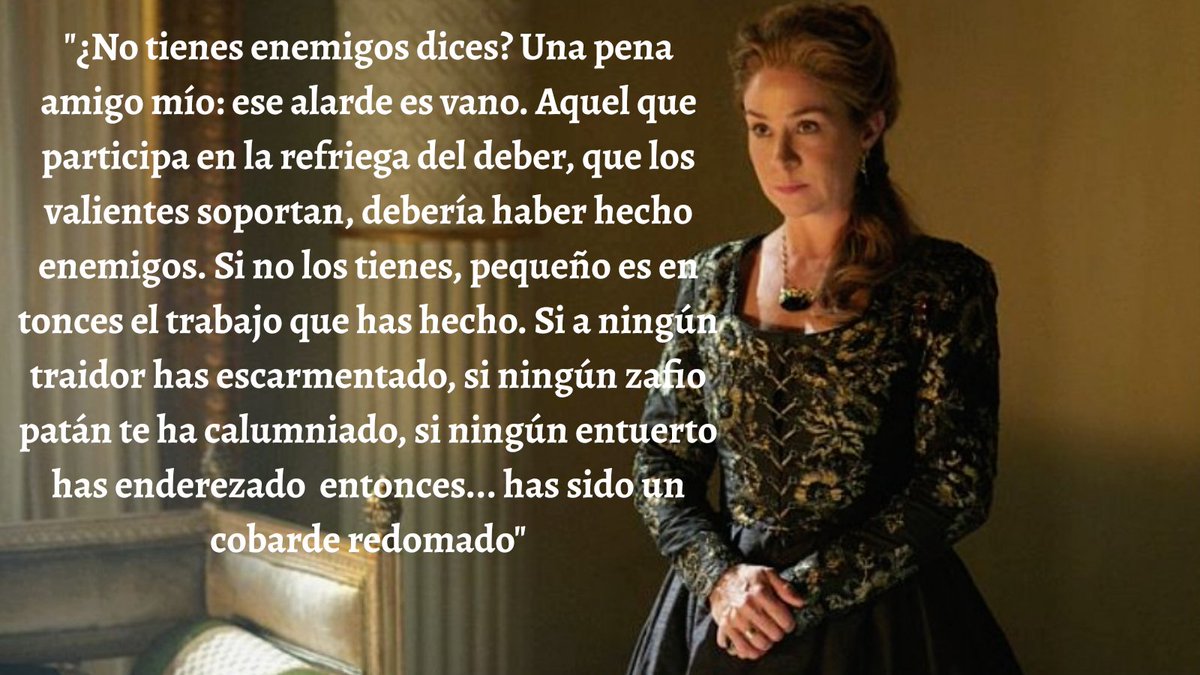 "¿No tienes enemigos dices? Una pena
amigo mío: ese alarde es vano. Aquel que
participa en la refriega del deber, que los
valientes soportan, debería haber hecho
enemigos. Si no los tienes, pequeño es en
tonces el trabajo que has hecho. Si a ningún
traidor has escarmentado, si ningún zafio
patán te ha calumniado, si ningún entuerto
has enderezado  entonces... has sido un
cobarde redomado"